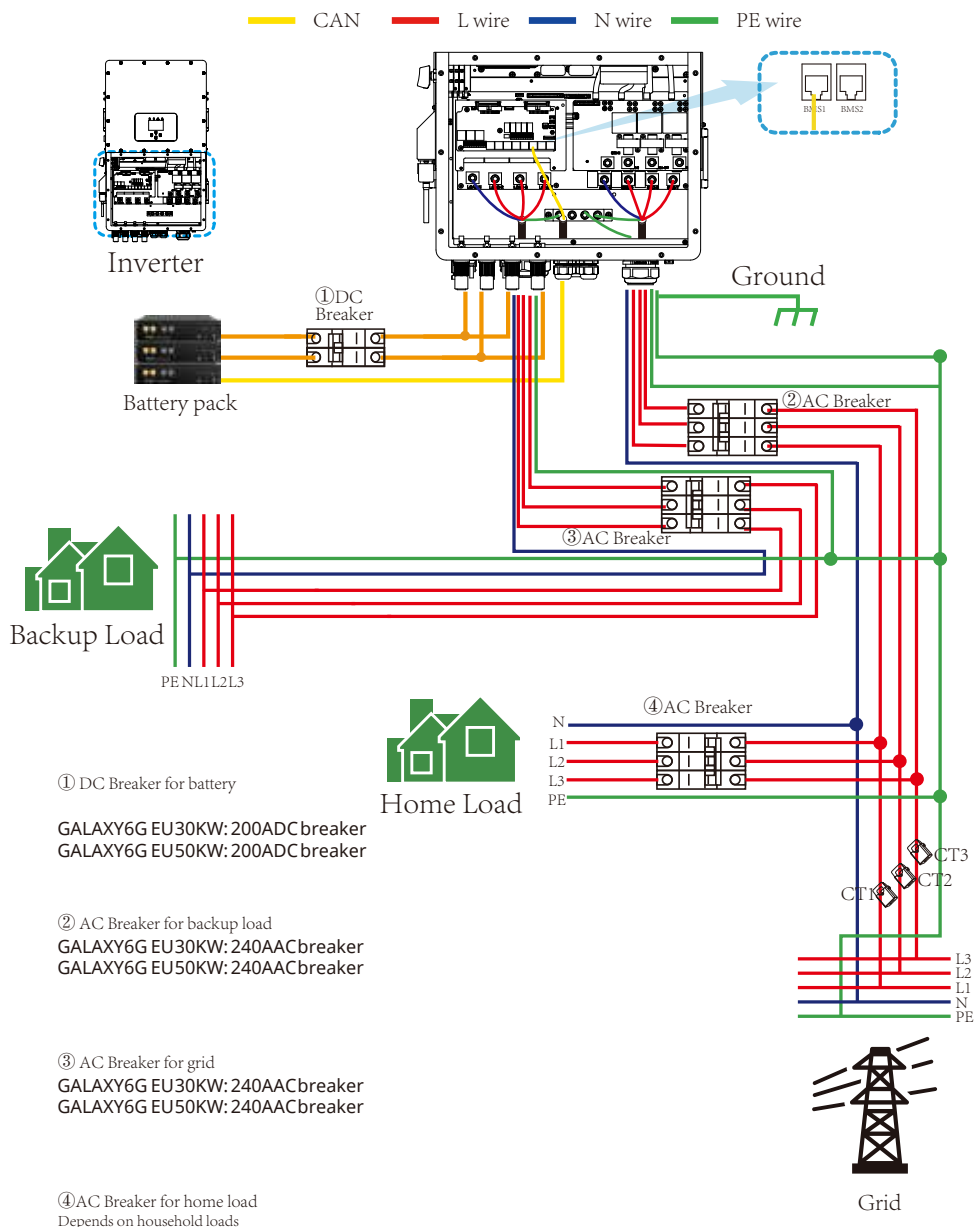 CAN L wire N wire PE wire
BMS1 BMS2
Inverter
Ground
①DC
Breaker
Battery pack
②AC Breaker
③AC Breaker
Backup Load
PE N L1 L2 L3
④AC Breaker
N
L1
L2
L3
PE
Home Load
① DC Breaker for battery
GALAXY6G EU30KW: 200ADC breaker
GALAXY6G EU50KW: 200ADC breaker
CT3
CT2
CT1
② AC Breaker for backup load
GALAXY6G EU30KW: 240AAC breaker
GALAXY6G EU50KW: 240AAC breaker
L3
L2
L1
N
PE
③ AC Breaker for grid
GALAXY6G EU30KW: 240AAC breaker
GALAXY6G EU50KW: 240AAC breaker
Grid
④AC Breaker for home load
Depends on household loads